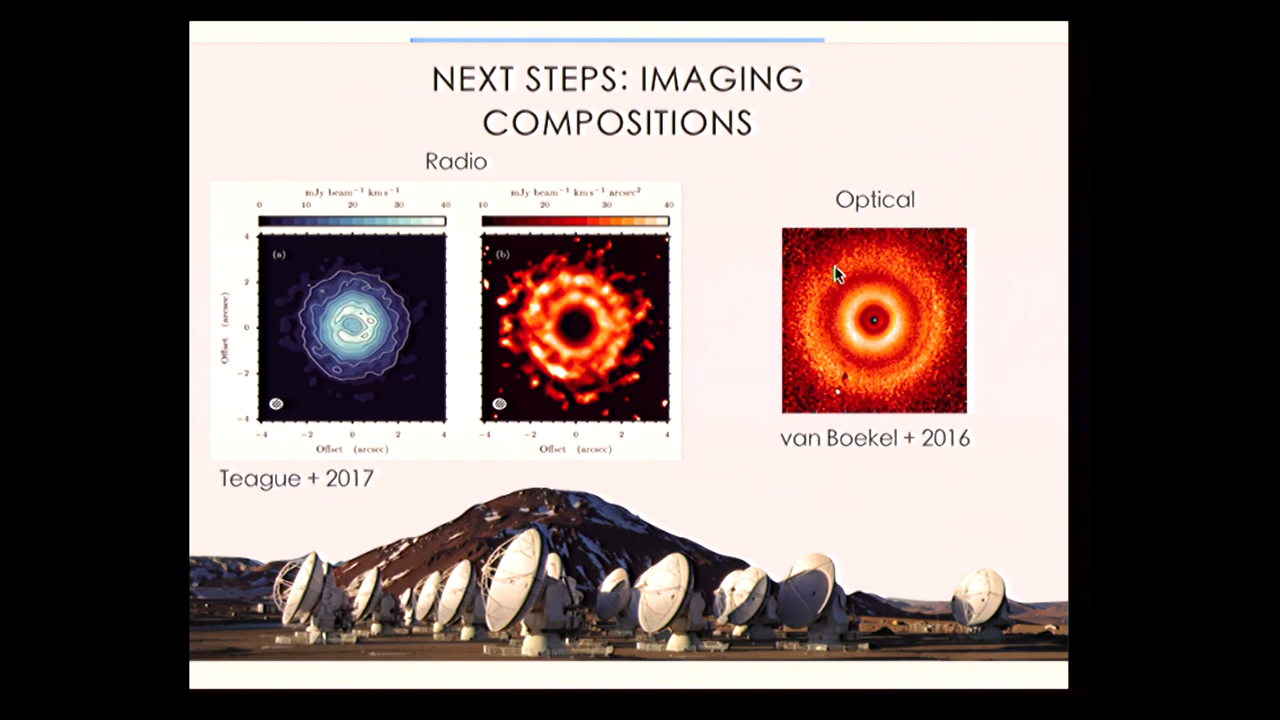 NEXT STEPS: IMAGING
COMPOSITIONS
Radio
mJy beam⁻¹ km s⁻¹
0 10 20 30 40
4
2
0
−2
−4
Offset (arcsec)
(a)
−4 −2 0 2 4
Offset (arcsec)
mJy beam⁻¹ km s⁻¹ arcsec²
10 20 30 40
(b)
−4 −2 0 2 4
Offset (arcsec)
Teague + 2017
Optical
van Boekel + 2016